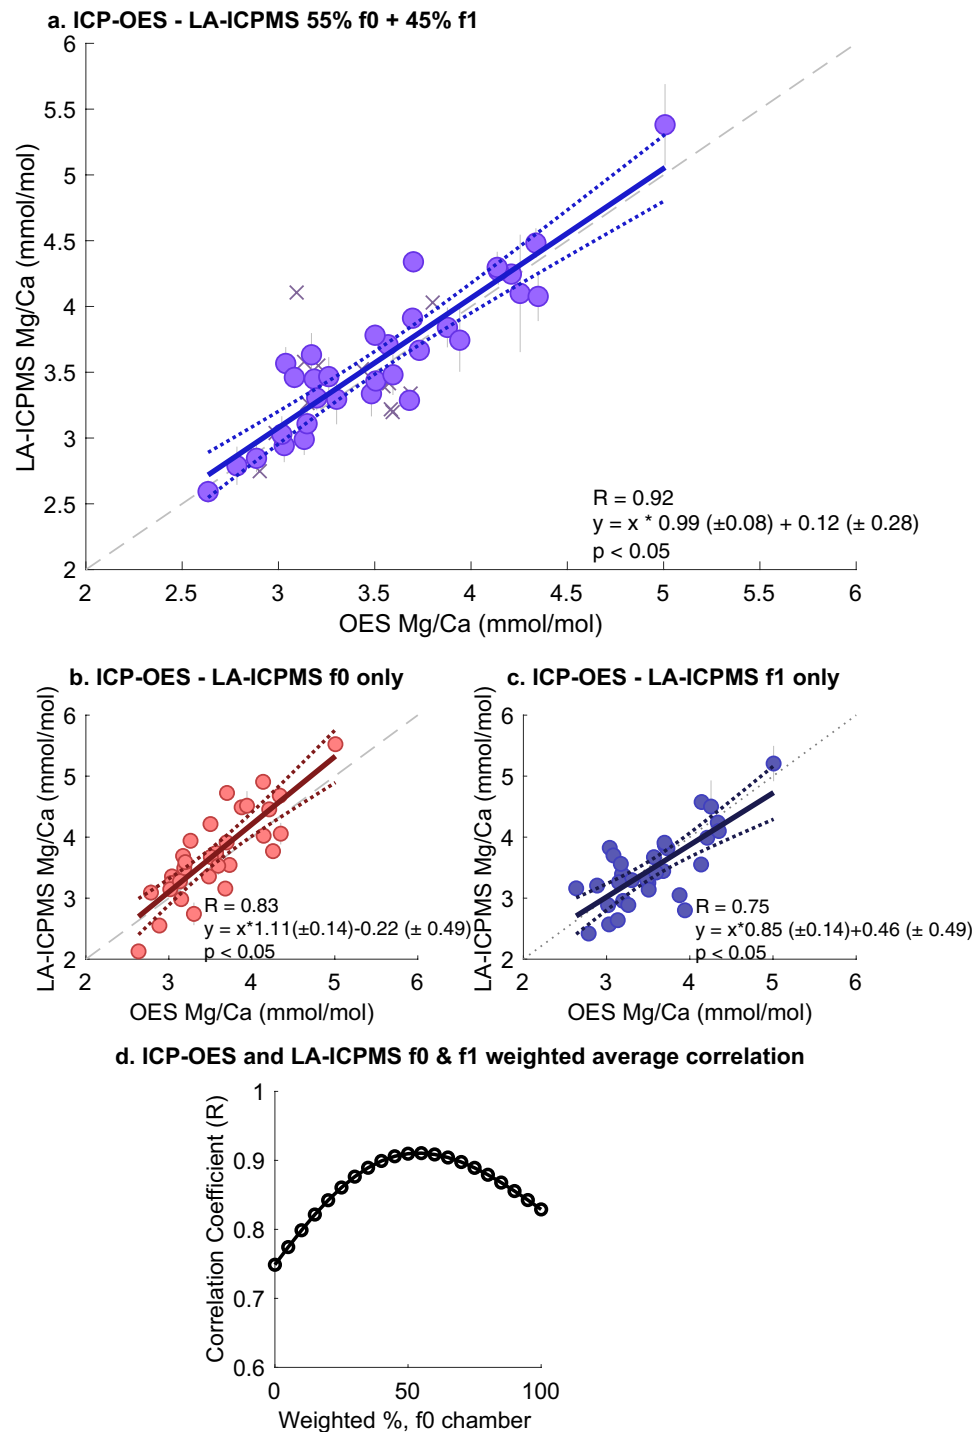 a. ICP-OES - LA-ICPMS 55% f0 + 45% f1
6
5.5
5
4.5
4
3.5
3
2.5
2
LA-ICPMS Mg/Ca (mmol/mol)
R = 0.92
y = x * 0.99 (±0.08) + 0.12 (± 0.28)
p < 0.05
2 2.5 3 3.5 4 4.5 5 5.5 6
OES Mg/Ca (mmol/mol)
b. ICP-OES - LA-ICPMS f0 only
6
5
4
3
2
LA-ICPMS Mg/Ca (mmol/mol)
R = 0.83
y = x*1.11(±0.14)-0.22 (± 0.49)
p < 0.05
2 3 4 5 6
OES Mg/Ca (mmol/mol)
c. ICP-OES - LA-ICPMS f1 only
6
5
4
3
2
LA-ICPMS Mg/Ca (mmol/mol)
R = 0.75
y = x*0.85 (±0.14)+0.46 (± 0.49)
p < 0.05
2 3 4 5 6
OES Mg/Ca (mmol/mol)
d. ICP-OES and LA-ICPMS f0 & f1 weighted average correlation
1
0.9
0.8
0.7
0.6
Correlation Coefficient (R)
0 50 100
Weighted %, f0 chamber